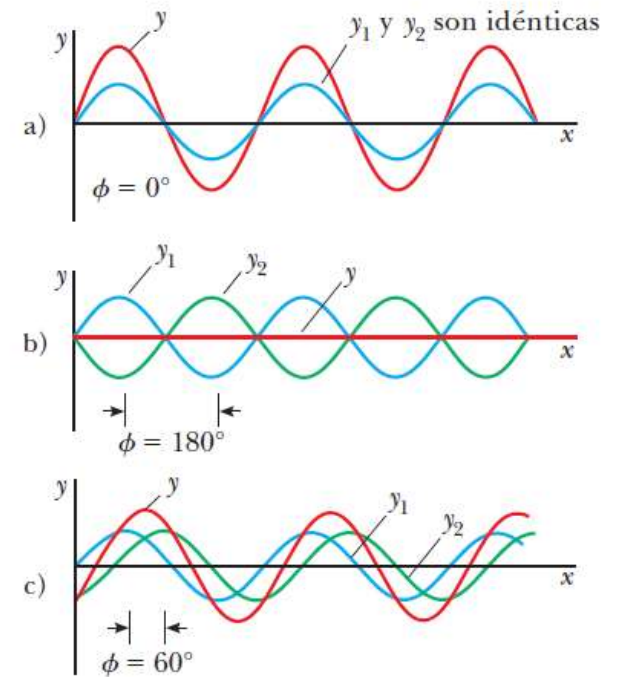 y
y
y₁ y y₂ son idénticas
a)
x
ϕ = 0°
y
y₁
y₂
y
b)
x
ϕ = 180°
y
y
y₁
y₂
c)
x
ϕ = 60°